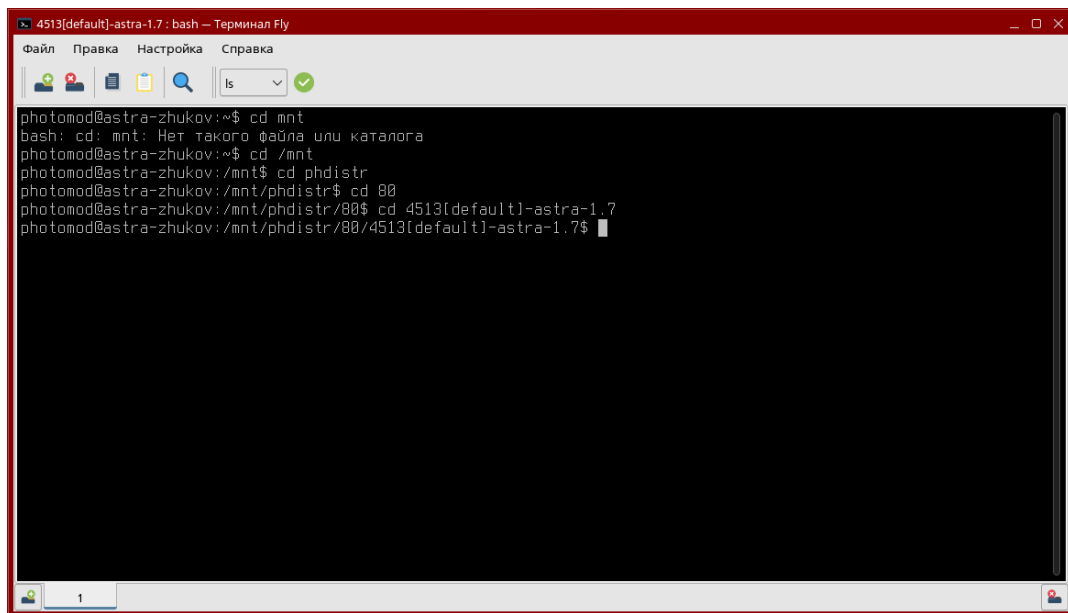 4513[default]-astra-1.7 : bash — Терминал Fly
Файл Правка Настройка Справка
ls
photomod@astra-zhukov:~$ cd mnt
bash: cd: mnt: Нет такого файла или каталога
photomod@astra-zhukov:~$ cd /mnt
photomod@astra-zhukov:/mnt$ cd phdistr
photomod@astra-zhukov:/mnt/phdistr$ cd 80
photomod@astra-zhukov:/mnt/phdistr/80$ cd 4513[default]-astra-1.7
photomod@astra-zhukov:/mnt/phdistr/80/4513[default]-astra-1.7$
1